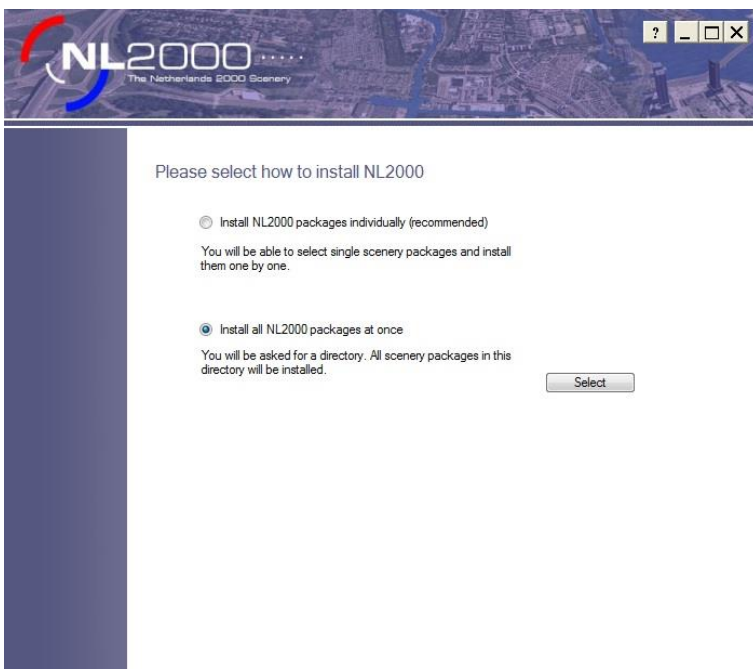 NL2000
The Netherlands 2000 Scenery
?
Please select how to install NL2000
Install NL2000 packages individually (recommended)
You will be able to select single scenery packages and install
them one by one.
Install all NL2000 packages at once
You will be asked for a directory. All scenery packages in this
directory will be installed.
Select